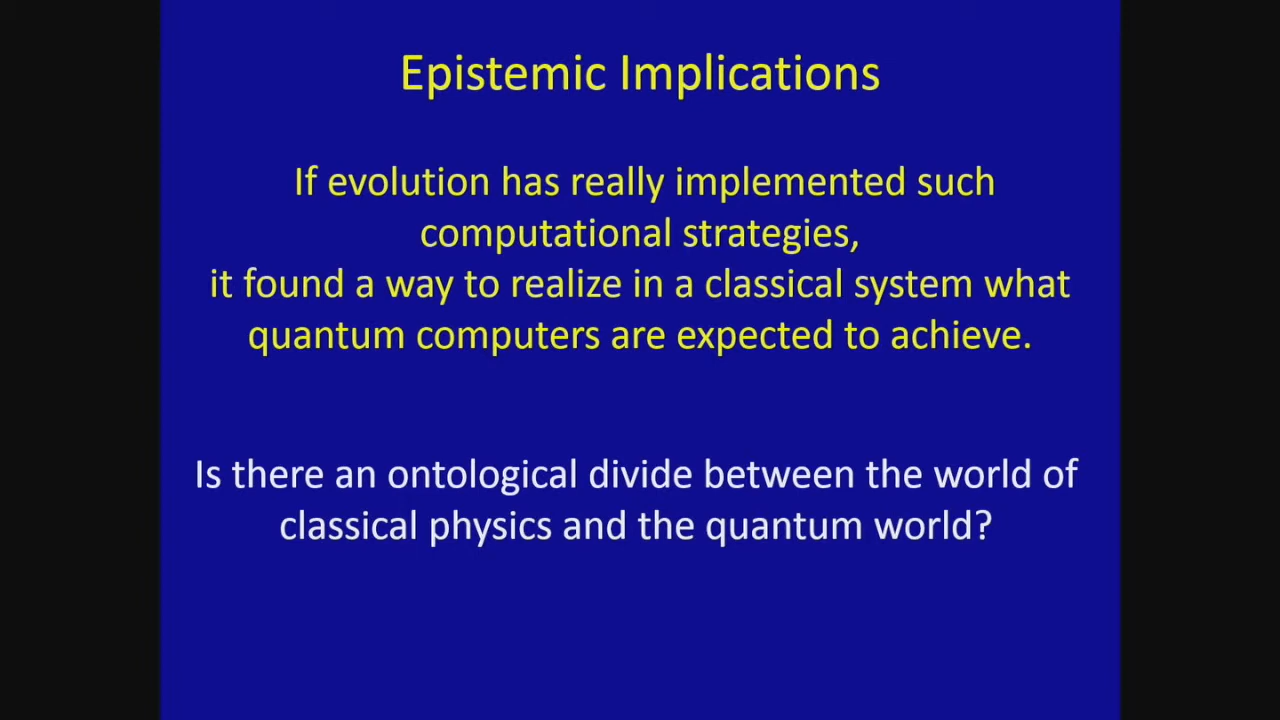 Epistemic Implications
If evolution has really implemented such
computational strategies,
it found a way to realize in a classical system what
quantum computers are expected to achieve.
Is there an ontological divide between the world of
classical physics and the quantum world?